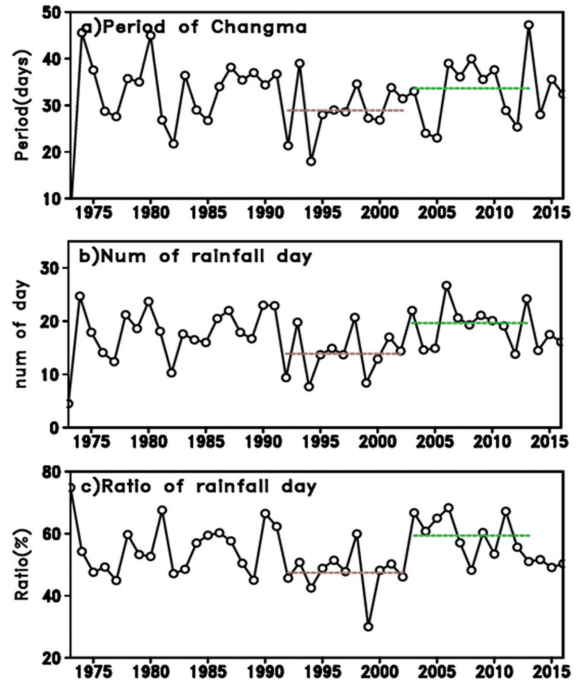 a)Period of Changma
Period(days)
50
40
30
20
10
1975 1980 1985 1990 1995 2000 2005 2010 2015
b)Num of rainfall day
num of day
30
20
10
0
1975 1980 1985 1990 1995 2000 2005 2010 2015
c)Ratio of rainfall day
Ratio(%)
80
60
40
20
1975 1980 1985 1990 1995 2000 2005 2010 2015